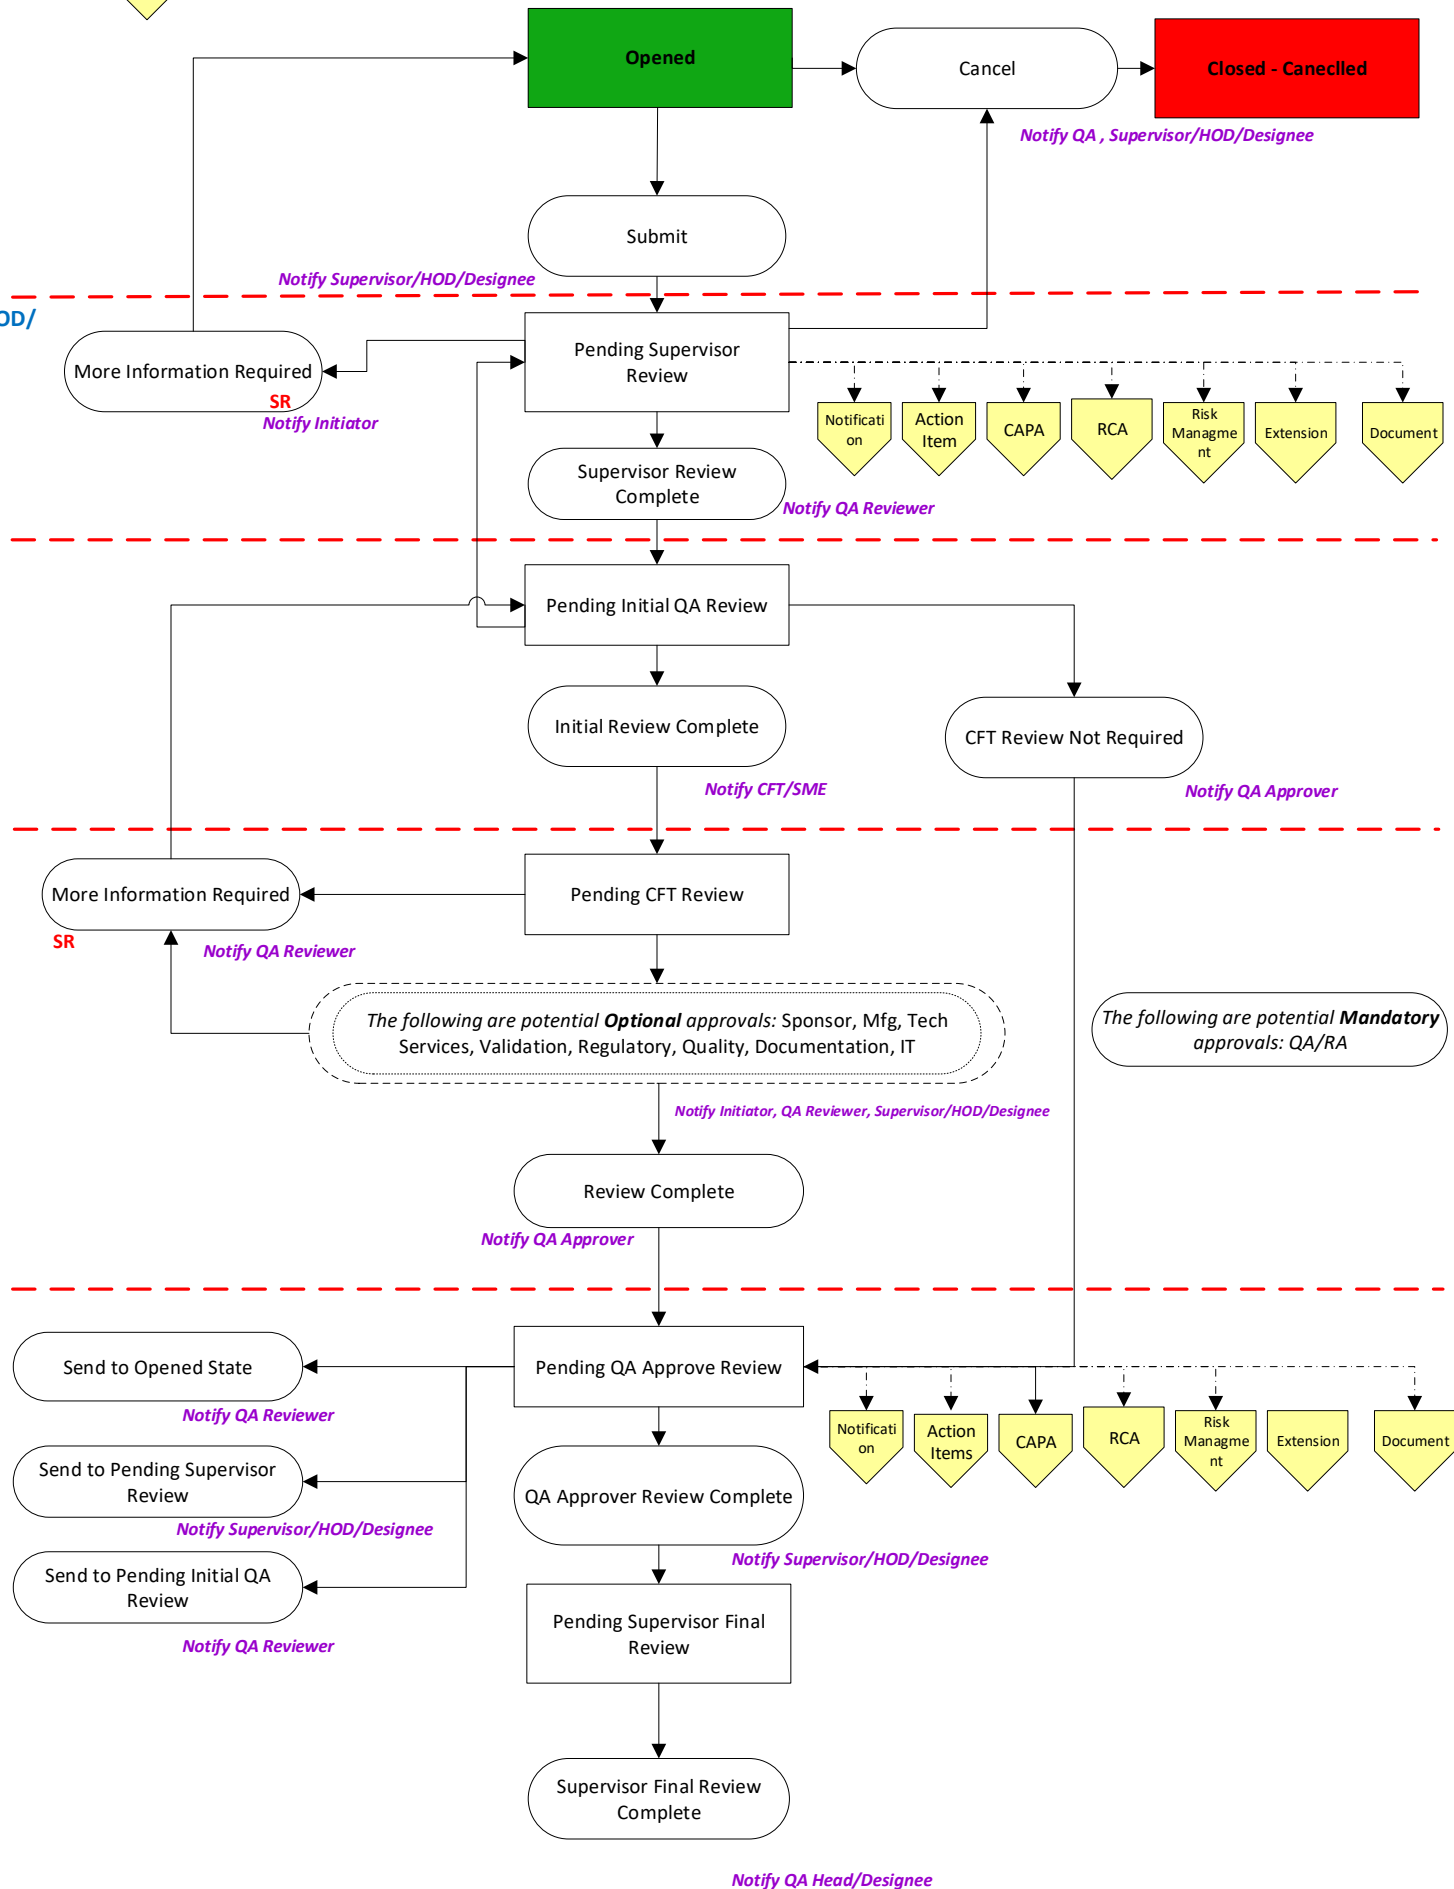 Opened
Cancel
Closed - Caneclled
Notify QA , Supervisor/HOD/Designee
Submit
Notify Supervisor/HOD/Designee
OD/
More Information Required
SR
Notify Initiator
Pending Supervisor
Review
Notificati
on
Action
Item
CAPA
RCA
Risk
Managme
nt
Extension
Document
Supervisor Review
Complete
Notify QA Reviewer
Pending Initial QA Review
Initial Review Complete
CFT Review Not Required
Notify CFT/SME
Notify QA Approver
More Information Required
SR
Notify QA Reviewer
Pending CFT Review
The following are potential Optional approvals: Sponsor, Mfg, Tech
Services, Validation, Regulatory, Quality, Documentation, IT
The following are potential Mandatory
approvals: QA/RA
Notify Initiator, QA Reviewer, Supervisor/HOD/Designee
Review Complete
Notify QA Approver
Send to Opened State
Notify QA Reviewer
Pending QA Approve Review
Notificati
on
Action
Items
CAPA
RCA
Risk
Managme
nt
Extension
Document
Send to Pending Supervisor
Review
Notify Supervisor/HOD/Designee
QA Approver Review Complete
Notify Supervisor/HOD/Designee
Send to Pending Initial QA
Review
Notify QA Reviewer
Pending Supervisor Final
Review
Supervisor Final Review
Complete
Notify QA Head/Designee